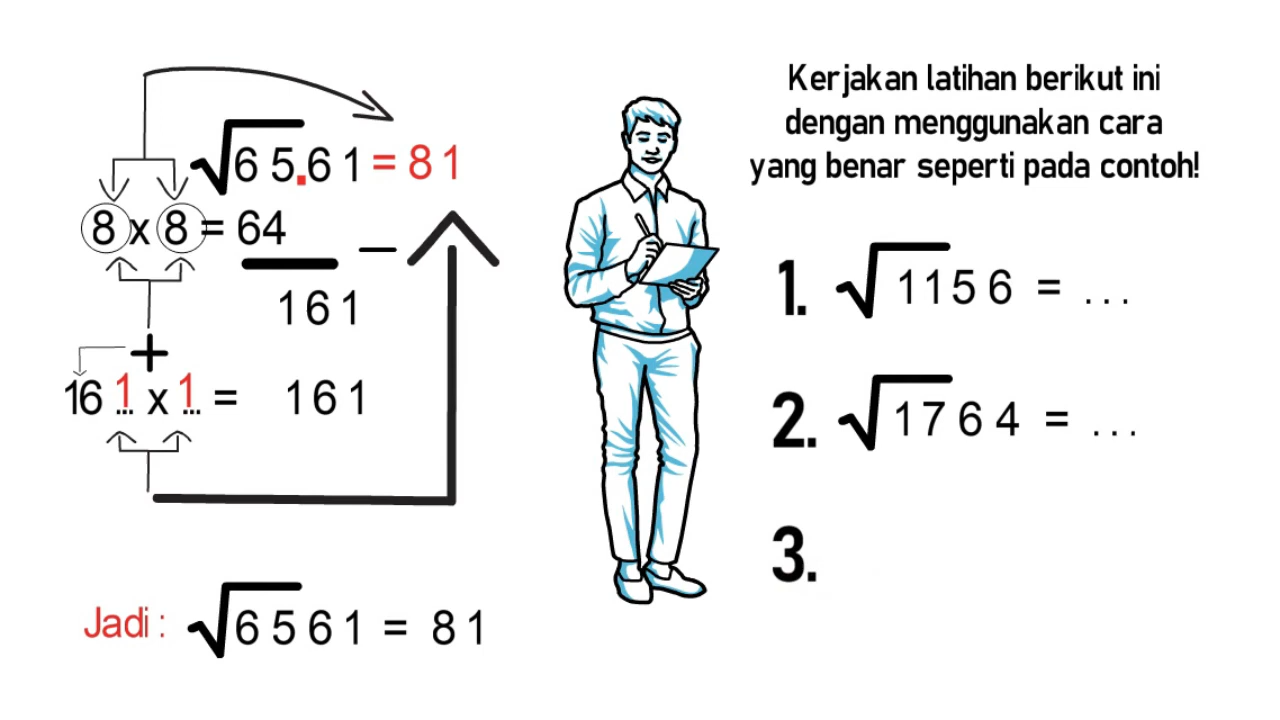 √65.61 = 81
8 x 8 = 64
–
161
+
16 1 x 1 = 161
... ...
Jadi : √6561 = 81
Kerjakan latihan berikut ini
dengan menggunakan cara
yang benar seperti pada contoh!
1. √1156 = ...
2. √1764 = ...
3.